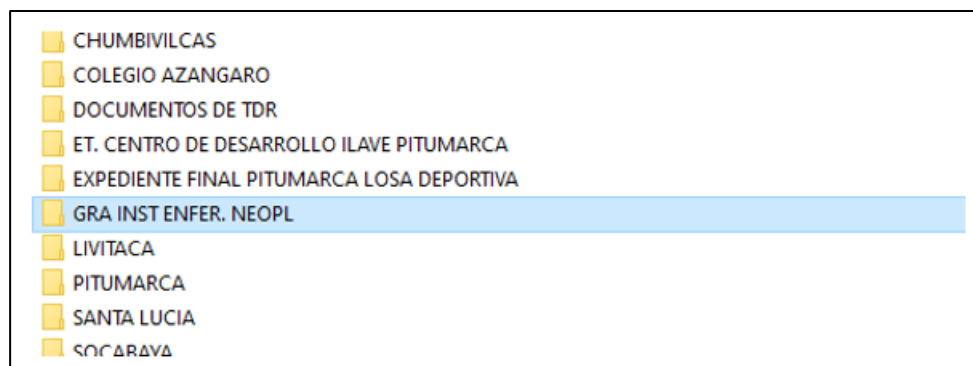 CHUMBIVILCAS
COLEGIO AZANGARO
DOCUMENTOS DE TDR
ET. CENTRO DE DESARROLLO ILAVE PITUMARCA
EXPEDIENTE FINAL PITUMARCA LOSA DEPORTIVA
GRA INST ENFER. NEOPL
LIVITACA
PITUMARCA
SANTA LUCIA
SOCABAYA